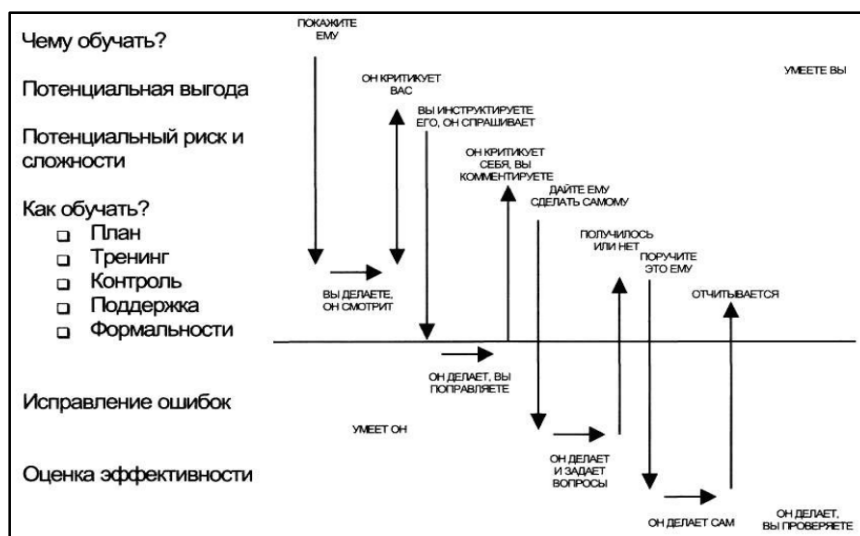 Чему обучать?
Потенциальная выгода
Потенциальный риск и
сложности
Как обучать?
План
Тренинг
Контроль
Поддержка
Формальности
Исправление ошибок
Оценка эффективности
ПОКАЖИТЕ
ЕМУ
УМЕЕТЕ ВЫ
ОН КРИТИКУЕТ
ВАС
ВЫ ИНСТРУКТИРУЕТЕ
ЕГО, ОН СПРАШИВАЕТ
ОН КРИТИКУЕТ
СЕБЯ, ВЫ
КОММЕНТИРУЕТЕ
ДАЙТЕ ЕМУ
СДЕЛАТЬ САМОМУ
ПОЛУЧИЛОСЬ
ИЛИ НЕТ
ПОРУЧИТЕ
ЭТО ЕМУ
ОТЧИТЫВАЕТСЯ
ВЫ ДЕЛАЕТЕ,
ОН СМОТРИТ
ОН ДЕЛАЕТ, ВЫ
ПОПРАВЛЯЕТЕ
УМЕЕТ ОН
ОН ДЕЛАЕТ
И ЗАДАЕТ
ВОПРОСЫ
ОН ДЕЛАЕТ САМ
ОН ДЕЛАЕТ,
ВЫ ПРОВЕРЯЕТЕ